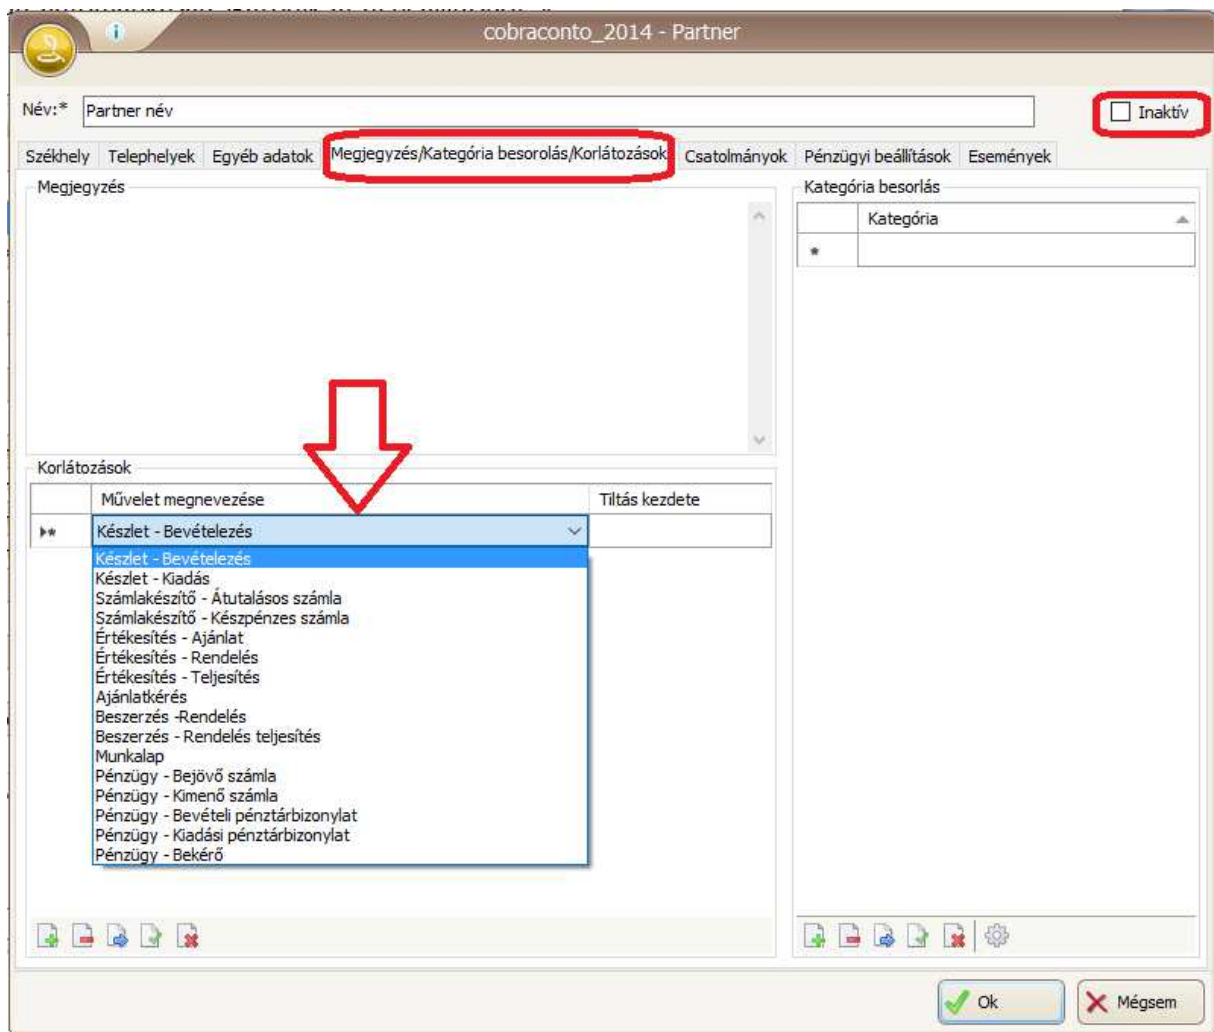 cobraconto_2014 - Partner
Név:* Partner név Inaktív
Székhely Telephelyek Egyéb adatok Megjegyzés/Kategória besorolás/Korlátozások Csatolmányok Pénzügyi beállítások Események
Megjegyzés
Kategória besorlás
Kategória
Korlátozások
Művelet megnevezése Tiltás kezdete
Készlet - Bevételezés
Készlet - Bevételezés
Készlet - Kiadás
Számlakészítő - Átutalásos számla
Számlakészítő - Készpénzes számla
Értékesítés - Ajánlat
Értékesítés - Rendelés
Értékesítés - Teljesítés
Ajánlatkérés
Beszerzés -Rendelés
Beszerzés - Rendelés teljesítés
Munkalap
Pénzügy - Bejövő számla
Pénzügy - Kimenő számla
Pénzügy - Bevételi pénztárbizonylat
Pénzügy - Kiadási pénztárbizonylat
Pénzügy - Bekérő
Ok Mégsem